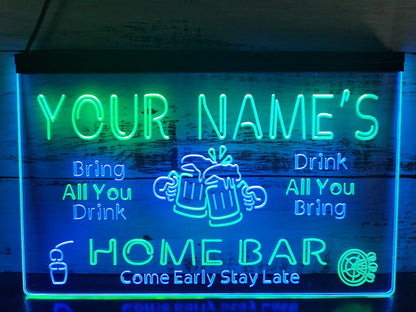 YOUR NAME'S
Bring
All You
Drink
Drink
All You
Bring
HOME BAR
Come Early Stay Late